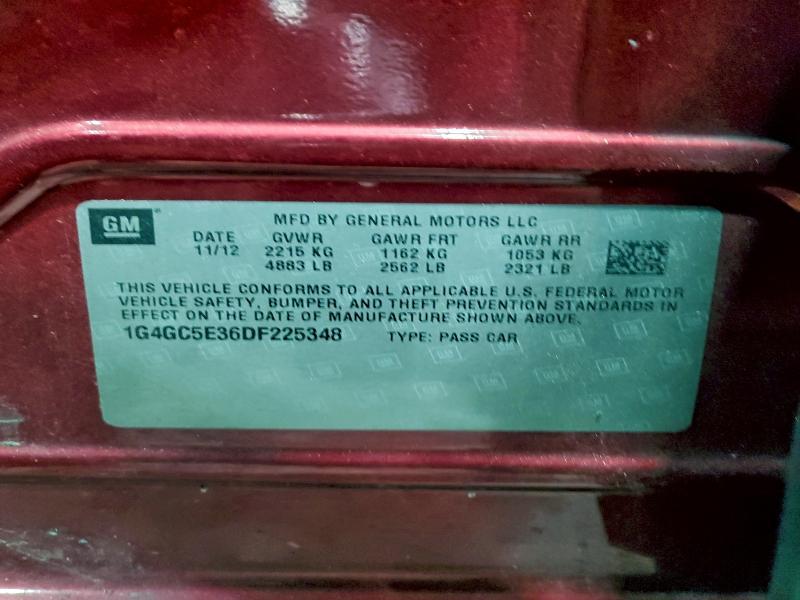 GM
MFD BY GENERAL MOTORS LLC
DATE GVWR GAWR FRT GAWR RR
11/12 2215 KG 1162 KG 1053 KG
4883 LB 2562 LB 2321 LB
THIS VEHICLE CONFORMS TO ALL APPLICABLE U.S. FEDERAL MOTOR
VEHICLE SAFETY, BUMPER, AND THEFT PREVENTION STANDARDS IN
EFFECT ON THE DATE OF MANUFACTURE SHOWN ABOVE.
1G4GC5E36DF225348 TYPE: PASS CAR